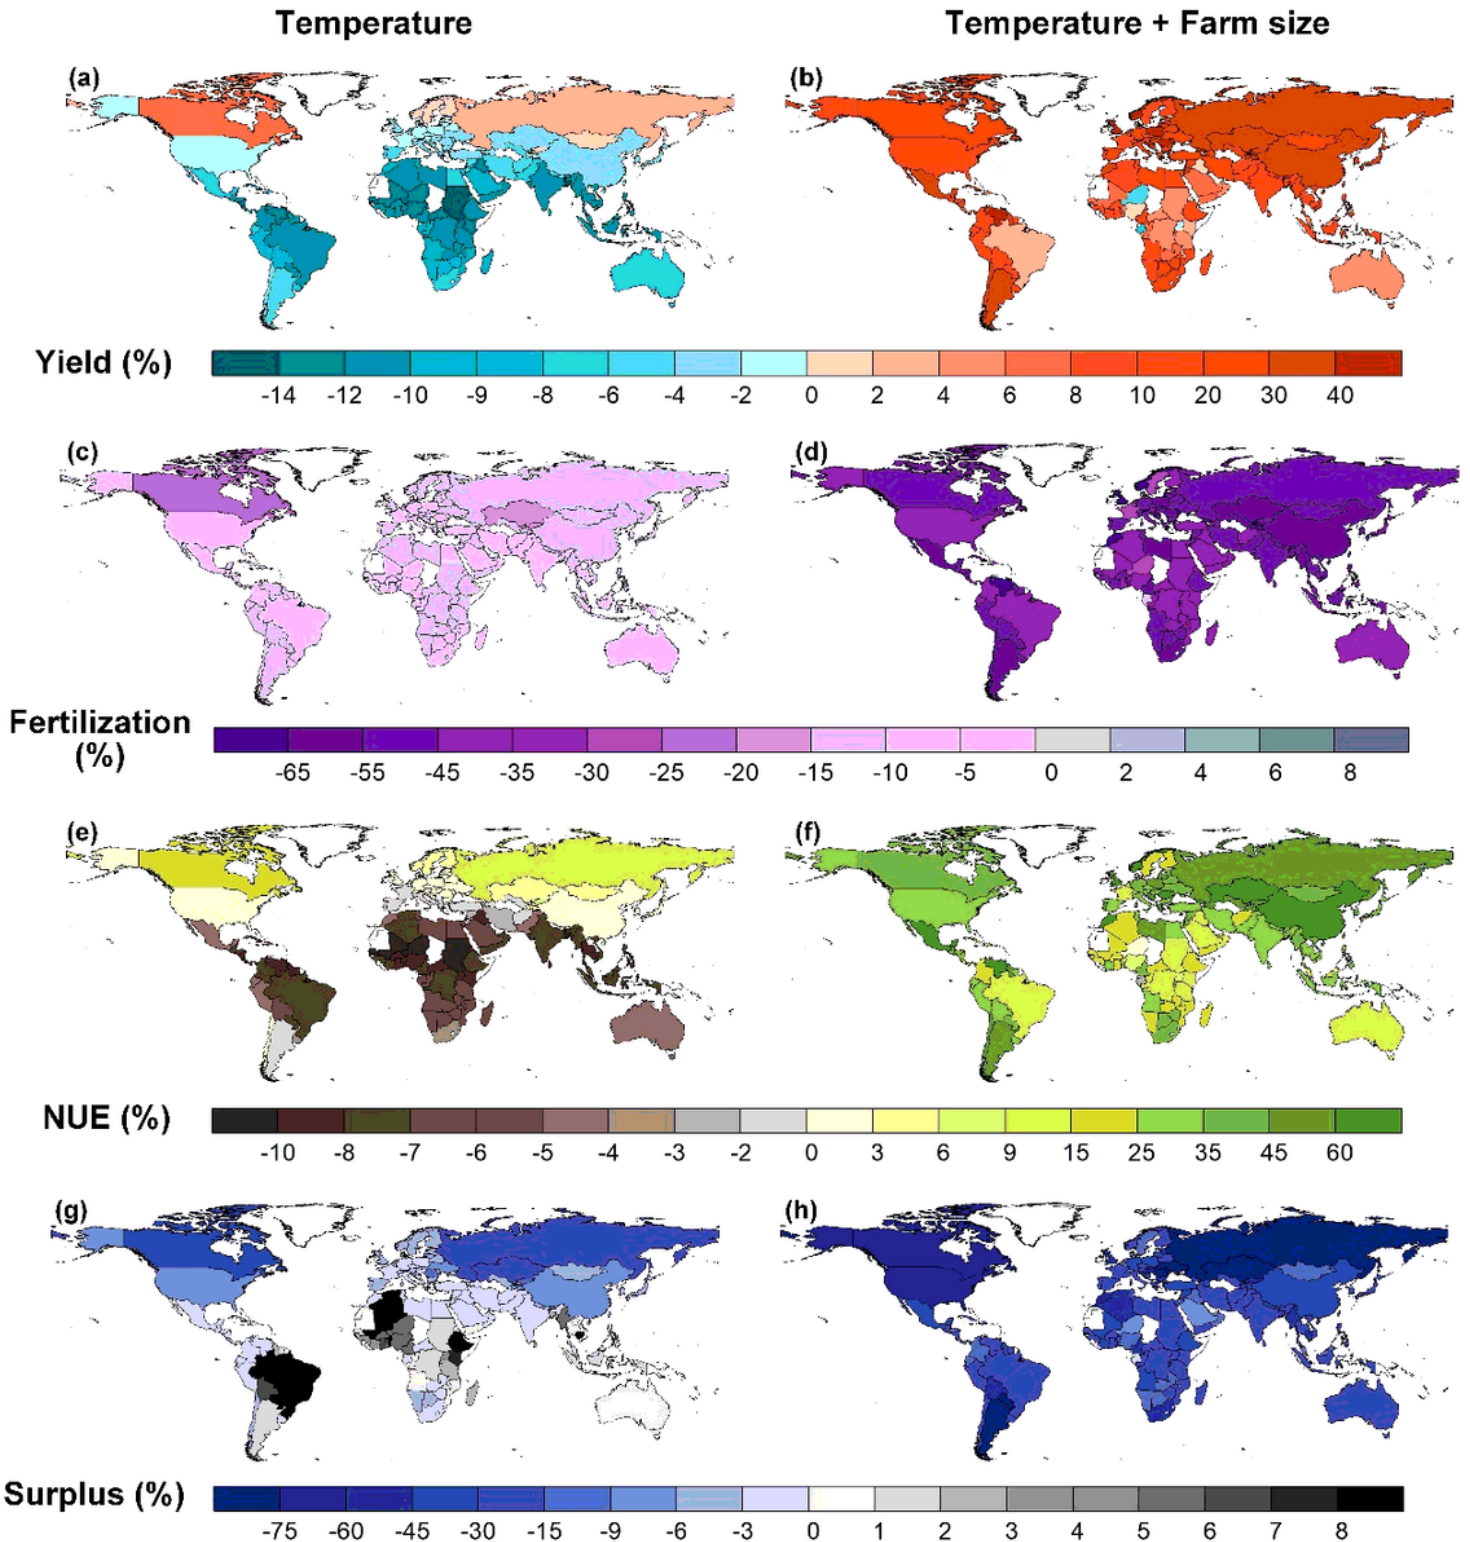 Temperature Temperature + Farm size
(a) (b)
Yield (%)
-14 -12 -10 -9 -8 -6 -4 -2 0 2 4 6 8 10 20 30 40
(c) (d)
Fertilization
(%)
-65 -55 -45 -35 -30 -25 -20 -15 -10 -5 0 2 4 6 8
(e) (f)
NUE (%)
-10 -8 -7 -6 -5 -4 -3 -2 0 3 6 9 15 25 35 45 60
(g) (h)
Surplus (%)
-75 -60 -45 -30 -15 -9 -6 -3 0 1 2 3 4 5 6 7 8